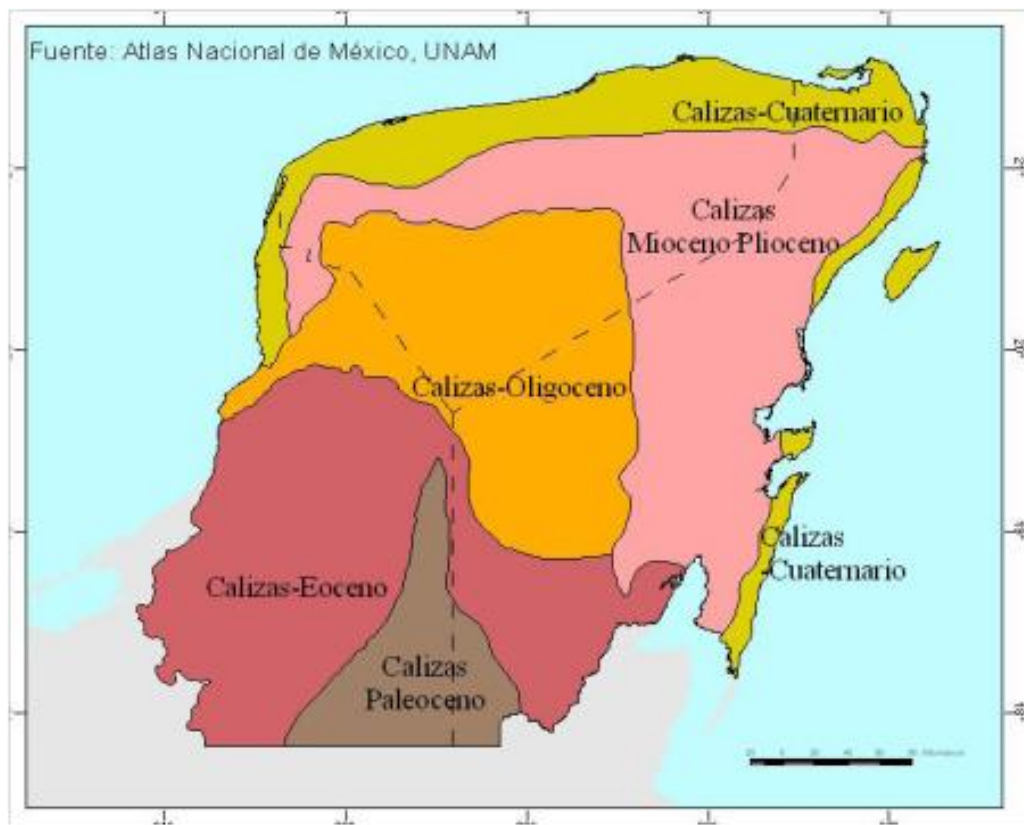 Fuente: Atlas Nacional de México, UNAM
Calizas-Cuaternario
Calizas
Mioceno-Plioceno
Calizas-Oligoceno
Calizas
-Cuaternario
Calizas-Eoceno
Calizas
Paleoceno